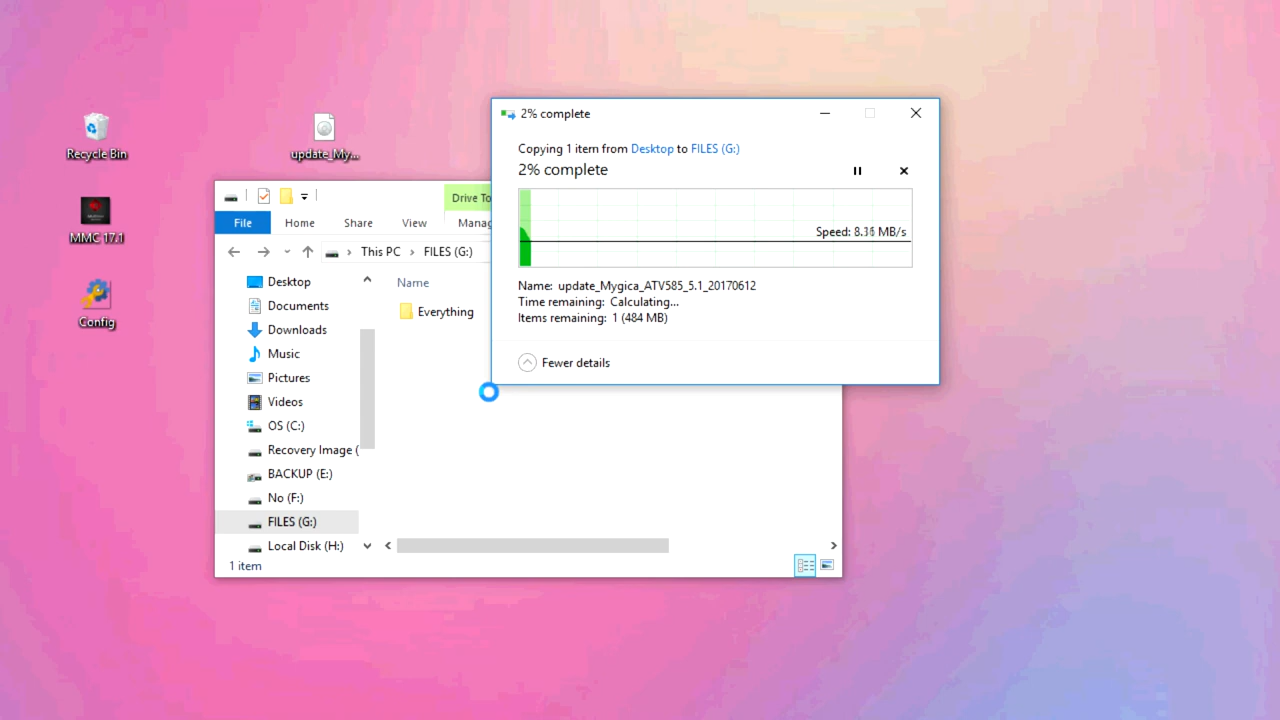 Recycle Bin
update_My...
MMC 17.1
Config
2% complete
Copying 1 item from Desktop to FILES (G:)
2% complete
Name: update_Mygica_ATV585_5.1_20170612
Time remaining: Calculating...
Items remaining: 1 (484 MB)
Fewer details
Drive To
File Home Share View Manag
This PC FILES (G:)
Desktop
Documents
Downloads
Music
Pictures
Videos
OS (C:)
Recovery Image (
BACKUP (E:)
No (F:)
FILES (G:)
Local Disk (H:)
Name
Everything
1 item
Speed: MB/s